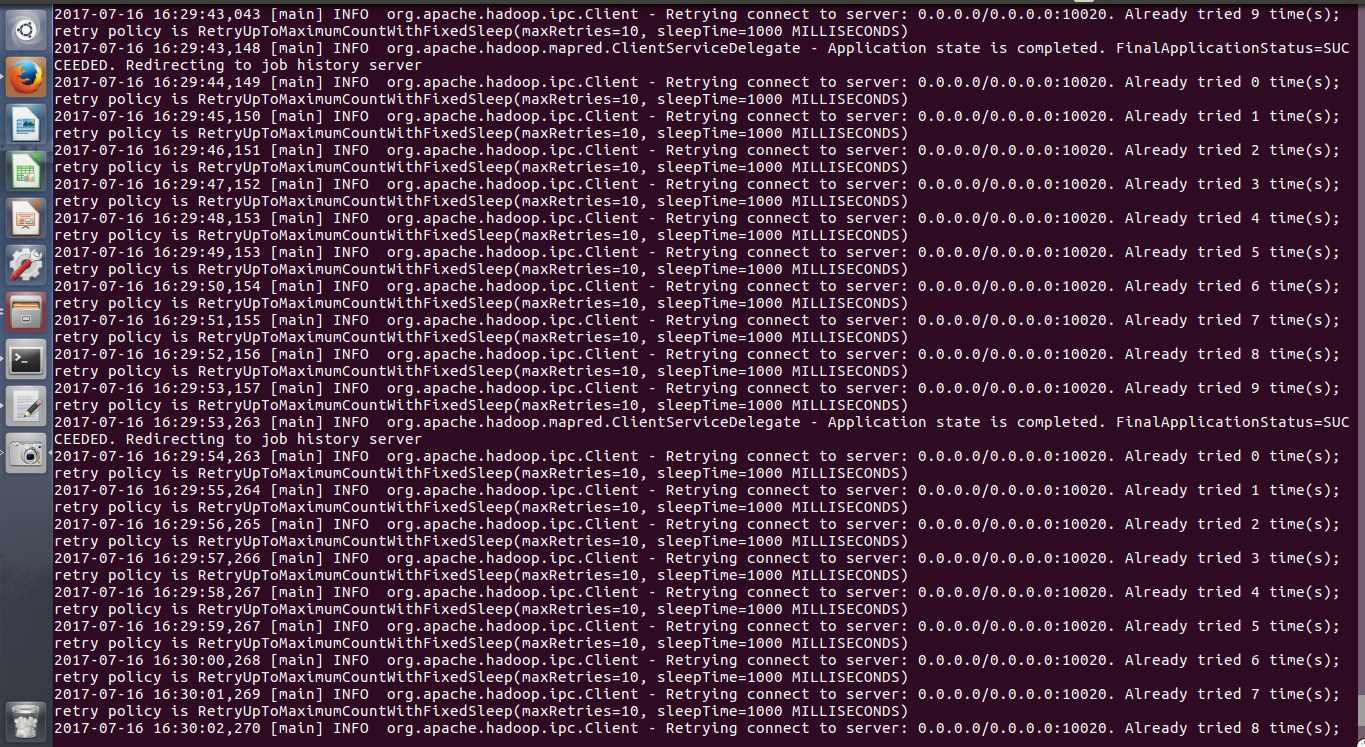 2017-07-16 16:29:43,043 [main] INFO  org.apache.hadoop.ipc.Client - Retrying connect to server: 0.0.0.0/0.0.0.0:10020. Already tried 9 time(s);
retry policy is RetryUpToMaximumCountWithFixedSleep(maxRetries=10, sleepTime=1000 MILLISECONDS)
2017-07-16 16:29:43,148 [main] INFO  org.apache.hadoop.mapred.ClientServiceDelegate - Application state is completed. FinalApplicationStatus=SUC
CEEDED. Redirecting to job history server
2017-07-16 16:29:44,149 [main] INFO  org.apache.hadoop.ipc.Client - Retrying connect to server: 0.0.0.0/0.0.0.0:10020. Already tried 0 time(s);
retry policy is RetryUpToMaximumCountWithFixedSleep(maxRetries=10, sleepTime=1000 MILLISECONDS)
2017-07-16 16:29:45,150 [main] INFO  org.apache.hadoop.ipc.Client - Retrying connect to server: 0.0.0.0/0.0.0.0:10020. Already tried 1 time(s);
retry policy is RetryUpToMaximumCountWithFixedSleep(maxRetries=10, sleepTime=1000 MILLISECONDS)
2017-07-16 16:29:46,151 [main] INFO  org.apache.hadoop.ipc.Client - Retrying connect to server: 0.0.0.0/0.0.0.0:10020. Already tried 2 time(s);
retry policy is RetryUpToMaximumCountWithFixedSleep(maxRetries=10, sleepTime=1000 MILLISECONDS)
2017-07-16 16:29:47,152 [main] INFO  org.apache.hadoop.ipc.Client - Retrying connect to server: 0.0.0.0/0.0.0.0:10020. Already tried 3 time(s);
retry policy is RetryUpToMaximumCountWithFixedSleep(maxRetries=10, sleepTime=1000 MILLISECONDS)
2017-07-16 16:29:48,153 [main] INFO  org.apache.hadoop.ipc.Client - Retrying connect to server: 0.0.0.0/0.0.0.0:10020. Already tried 4 time(s);
retry policy is RetryUpToMaximumCountWithFixedSleep(maxRetries=10, sleepTime=1000 MILLISECONDS)
2017-07-16 16:29:49,153 [main] INFO  org.apache.hadoop.ipc.Client - Retrying connect to server: 0.0.0.0/0.0.0.0:10020. Already tried 5 time(s);
retry policy is RetryUpToMaximumCountWithFixedSleep(maxRetries=10, sleepTime=1000 MILLISECONDS)
2017-07-16 16:29:50,154 [main] INFO  org.apache.hadoop.ipc.Client - Retrying connect to server: 0.0.0.0/0.0.0.0:10020. Already tried 6 time(s);
retry policy is RetryUpToMaximumCountWithFixedSleep(maxRetries=10, sleepTime=1000 MILLISECONDS)
2017-07-16 16:29:51,155 [main] INFO  org.apache.hadoop.ipc.Client - Retrying connect to server: 0.0.0.0/0.0.0.0:10020. Already tried 7 time(s);
retry policy is RetryUpToMaximumCountWithFixedSleep(maxRetries=10, sleepTime=1000 MILLISECONDS)
2017-07-16 16:29:52,156 [main] INFO  org.apache.hadoop.ipc.Client - Retrying connect to server: 0.0.0.0/0.0.0.0:10020. Already tried 8 time(s);
retry policy is RetryUpToMaximumCountWithFixedSleep(maxRetries=10, sleepTime=1000 MILLISECONDS)
2017-07-16 16:29:53,157 [main] INFO  org.apache.hadoop.ipc.Client - Retrying connect to server: 0.0.0.0/0.0.0.0:10020. Already tried 9 time(s);
retry policy is RetryUpToMaximumCountWithFixedSleep(maxRetries=10, sleepTime=1000 MILLISECONDS)
2017-07-16 16:29:53,263 [main] INFO  org.apache.hadoop.mapred.ClientServiceDelegate - Application state is completed. FinalApplicationStatus=SUC
CEEDED. Redirecting to job history server
2017-07-16 16:29:54,263 [main] INFO  org.apache.hadoop.ipc.Client - Retrying connect to server: 0.0.0.0/0.0.0.0:10020. Already tried 0 time(s);
retry policy is RetryUpToMaximumCountWithFixedSleep(maxRetries=10, sleepTime=1000 MILLISECONDS)
2017-07-16 16:29:55,264 [main] INFO  org.apache.hadoop.ipc.Client - Retrying connect to server: 0.0.0.0/0.0.0.0:10020. Already tried 1 time(s);
retry policy is RetryUpToMaximumCountWithFixedSleep(maxRetries=10, sleepTime=1000 MILLISECONDS)
2017-07-16 16:29:56,265 [main] INFO  org.apache.hadoop.ipc.Client - Retrying connect to server: 0.0.0.0/0.0.0.0:10020. Already tried 2 time(s);
retry policy is RetryUpToMaximumCountWithFixedSleep(maxRetries=10, sleepTime=1000 MILLISECONDS)
2017-07-16 16:29:57,266 [main] INFO  org.apache.hadoop.ipc.Client - Retrying connect to server: 0.0.0.0/0.0.0.0:10020. Already tried 3 time(s);
retry policy is RetryUpToMaximumCountWithFixedSleep(maxRetries=10, sleepTime=1000 MILLISECONDS)
2017-07-16 16:29:58,267 [main] INFO  org.apache.hadoop.ipc.Client - Retrying connect to server: 0.0.0.0/0.0.0.0:10020. Already tried 4 time(s);
retry policy is RetryUpToMaximumCountWithFixedSleep(maxRetries=10, sleepTime=1000 MILLISECONDS)
2017-07-16 16:29:59,267 [main] INFO  org.apache.hadoop.ipc.Client - Retrying connect to server: 0.0.0.0/0.0.0.0:10020. Already tried 5 time(s);
retry policy is RetryUpToMaximumCountWithFixedSleep(maxRetries=10, sleepTime=1000 MILLISECONDS)
2017-07-16 16:30:00,268 [main] INFO  org.apache.hadoop.ipc.Client - Retrying connect to server: 0.0.0.0/0.0.0.0:10020. Already tried 6 time(s);
retry policy is RetryUpToMaximumCountWithFixedSleep(maxRetries=10, sleepTime=1000 MILLISECONDS)
2017-07-16 16:30:01,269 [main] INFO  org.apache.hadoop.ipc.Client - Retrying connect to server: 0.0.0.0/0.0.0.0:10020. Already tried 7 time(s);
retry policy is RetryUpToMaximumCountWithFixedSleep(maxRetries=10, sleepTime=1000 MILLISECONDS)
2017-07-16 16:30:02,270 [main] INFO  org.apache.hadoop.ipc.Client - Retrying connect to server: 0.0.0.0/0.0.0.0:10020. Already tried 8 time(s);